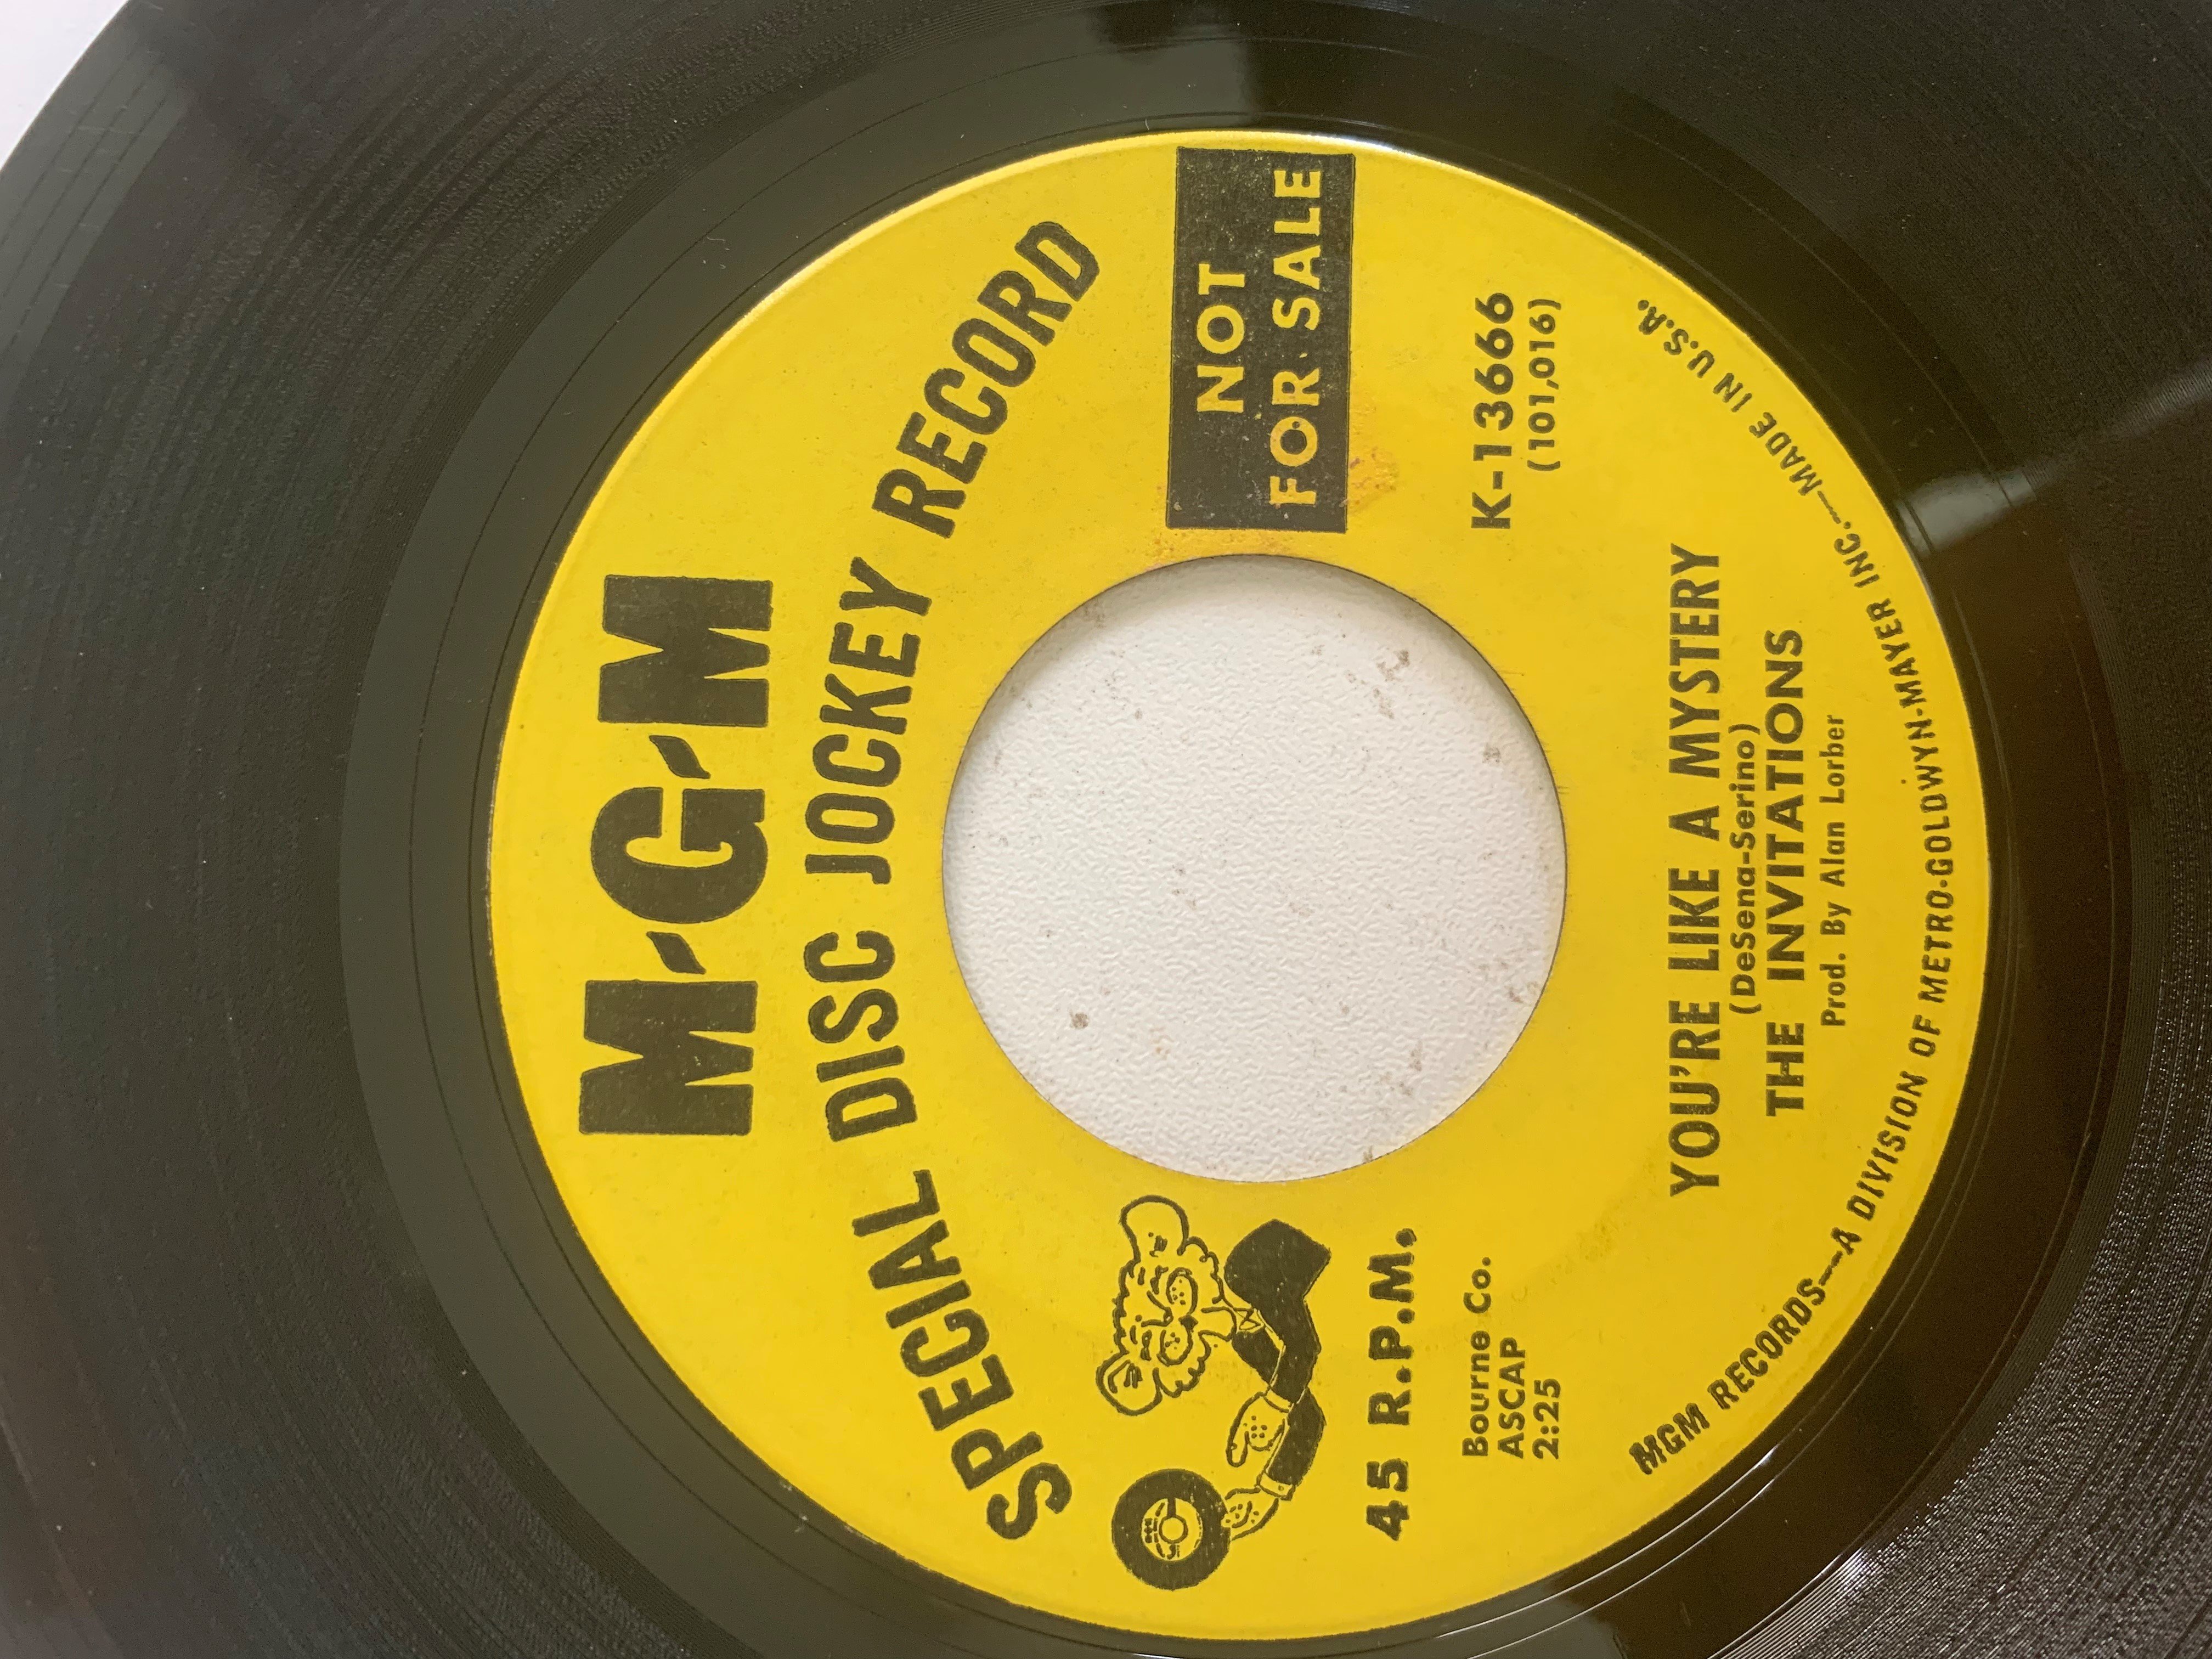 M-G-M
SPECIAL DISC JOCKEY RECORD
NOT
FOR SALE
45 R.P.M.
K-13666
(101,016)
Bourne Co.
ASCAP
2:25
YOU'RE LIKE A MYSTERY
(DeSena-Serino)
THE INVITATIONS
Prod. By Alan Lorber
MGM RECORDS—A DIVISION OF METRO-GOLDWYN-MAYER INC.—MADE IN U.S.A.